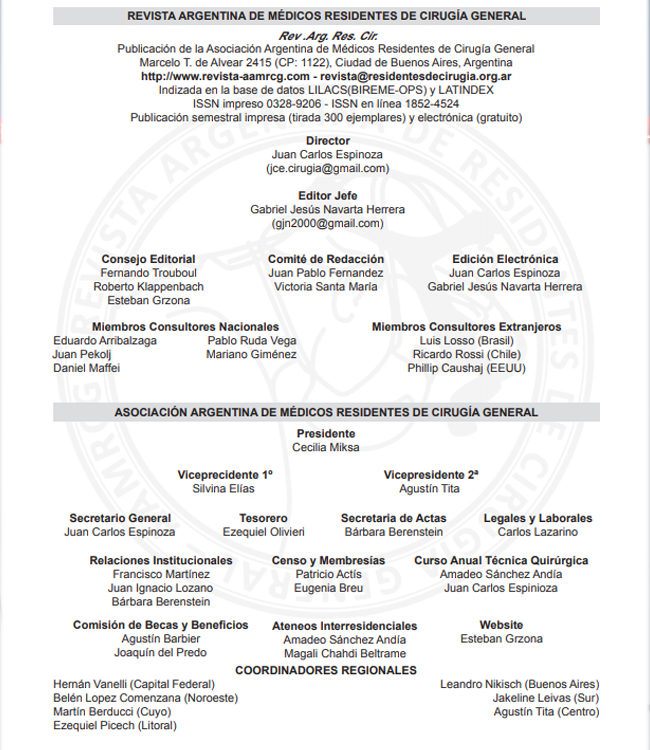 REVISTA ARGENTINA DE MÉDICOS RESIDENTES DE CIRUGÍA GENERAL
Rev .Arg. Res. Cir.
Publicación de la Asociación Argentina de Médicos Residentes de Cirugía General
Marcelo T. de Alvear 2415 (CP: 1122), Ciudad de Buenos Aires, Argentina
http://www.revista-aamrcg.com - revista@residentesdecirugia.org.ar
Indizada en la base de datos LILACS(BIREME-OPS) y LATINDEX
ISSN impreso 0328-9206 - ISSN en línea 1852-4524
Publicación semestral impresa (tirada 300 ejemplares) y electrónica (gratuito)
Director
Juan Carlos Espinoza
(jce.cirugia@gmail.com)
Editor Jefe
Gabriel Jesús Navarta Herrera
(gjn2000@gmail.com)
Consejo Editorial
Fernando Trouboul
Roberto Klappenbach
Esteban Grzona
Comité de Redacción
Juan Pablo Fernandez
Victoria Santa María
Edición Electrónica
Juan Carlos Espinoza
Gabriel Jesús Navarta Herrera
Miembros Consultores Nacionales
Eduardo Arribalzaga
Juan Pekolj
Daniel Maffei
Pablo Ruda Vega
Mariano Giménez
Miembros Consultores Extranjeros
Luis Losso (Brasil)
Ricardo Rossi (Chile)
Phillip Caushaj (EEUU)
ASOCIACIÓN ARGENTINA DE MÉDICOS RESIDENTES DE CIRUGÍA GENERAL
Presidente
Cecilia Miksa
Viceprecidente 1º
Silvina Elías
Vicepresidente 2ª
Agustín Tita
Secretario General
Juan Carlos Espinoza
Tesorero
Ezequiel Olivieri
Secretaria de Actas
Bárbara Berenstein
Legales y Laborales
Carlos Lazarino
Relaciones Institucionales
Francisco Martínez
Juan Ignacio Lozano
Bárbara Berenstein
Censo y Membresías
Patricio Actís
Eugenia Breu
Curso Anual Técnica Quirúrgica
Amadeo Sánchez Andía
Juan Carlos Espinioza
Comisión de Becas y Beneficios
Agustín Barbier
Joaquín del Predo
Ateneos Interresidenciales
Amadeo Sánchez Andía
Magali Chahdi Beltrame
Website
Esteban Grzona
COORDINADORES REGIONALES
Hernán Vanelli (Capital Federal)
Belén Lopez Comenzana (Noroeste)
Martín Berducci (Cuyo)
Ezequiel Picech (Litoral)
Leandro Nikisch (Buenos Aires)
Jakeline Leivas (Sur)
Agustín Tita (Centro)
REVISTA ARGENTINA DE RESIDENTES DE CIRUGIA GENERAL - AAMRCG